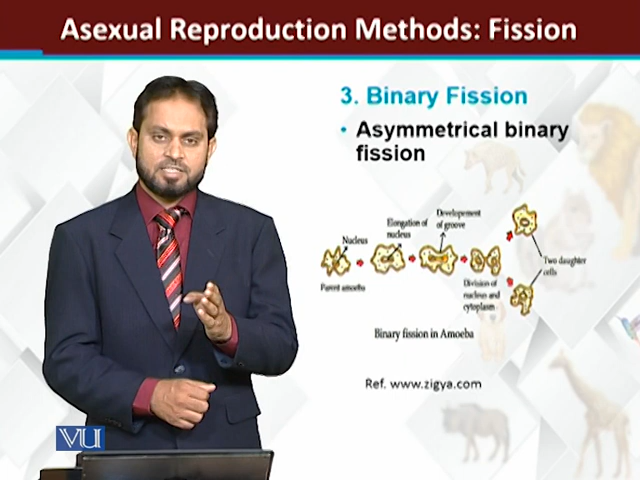 Asexual Reproduction Methods: Fission
3. Binary Fission
• Asymmetrical binary
fission
Developement
of groove
Elongation of
nucleus
Nucleus
Parent amoeba
Division of
nucleus and
cytoplasm
Two daughter
cells
Binary fission in Amoeba
Ref. www.zigya.com
VU